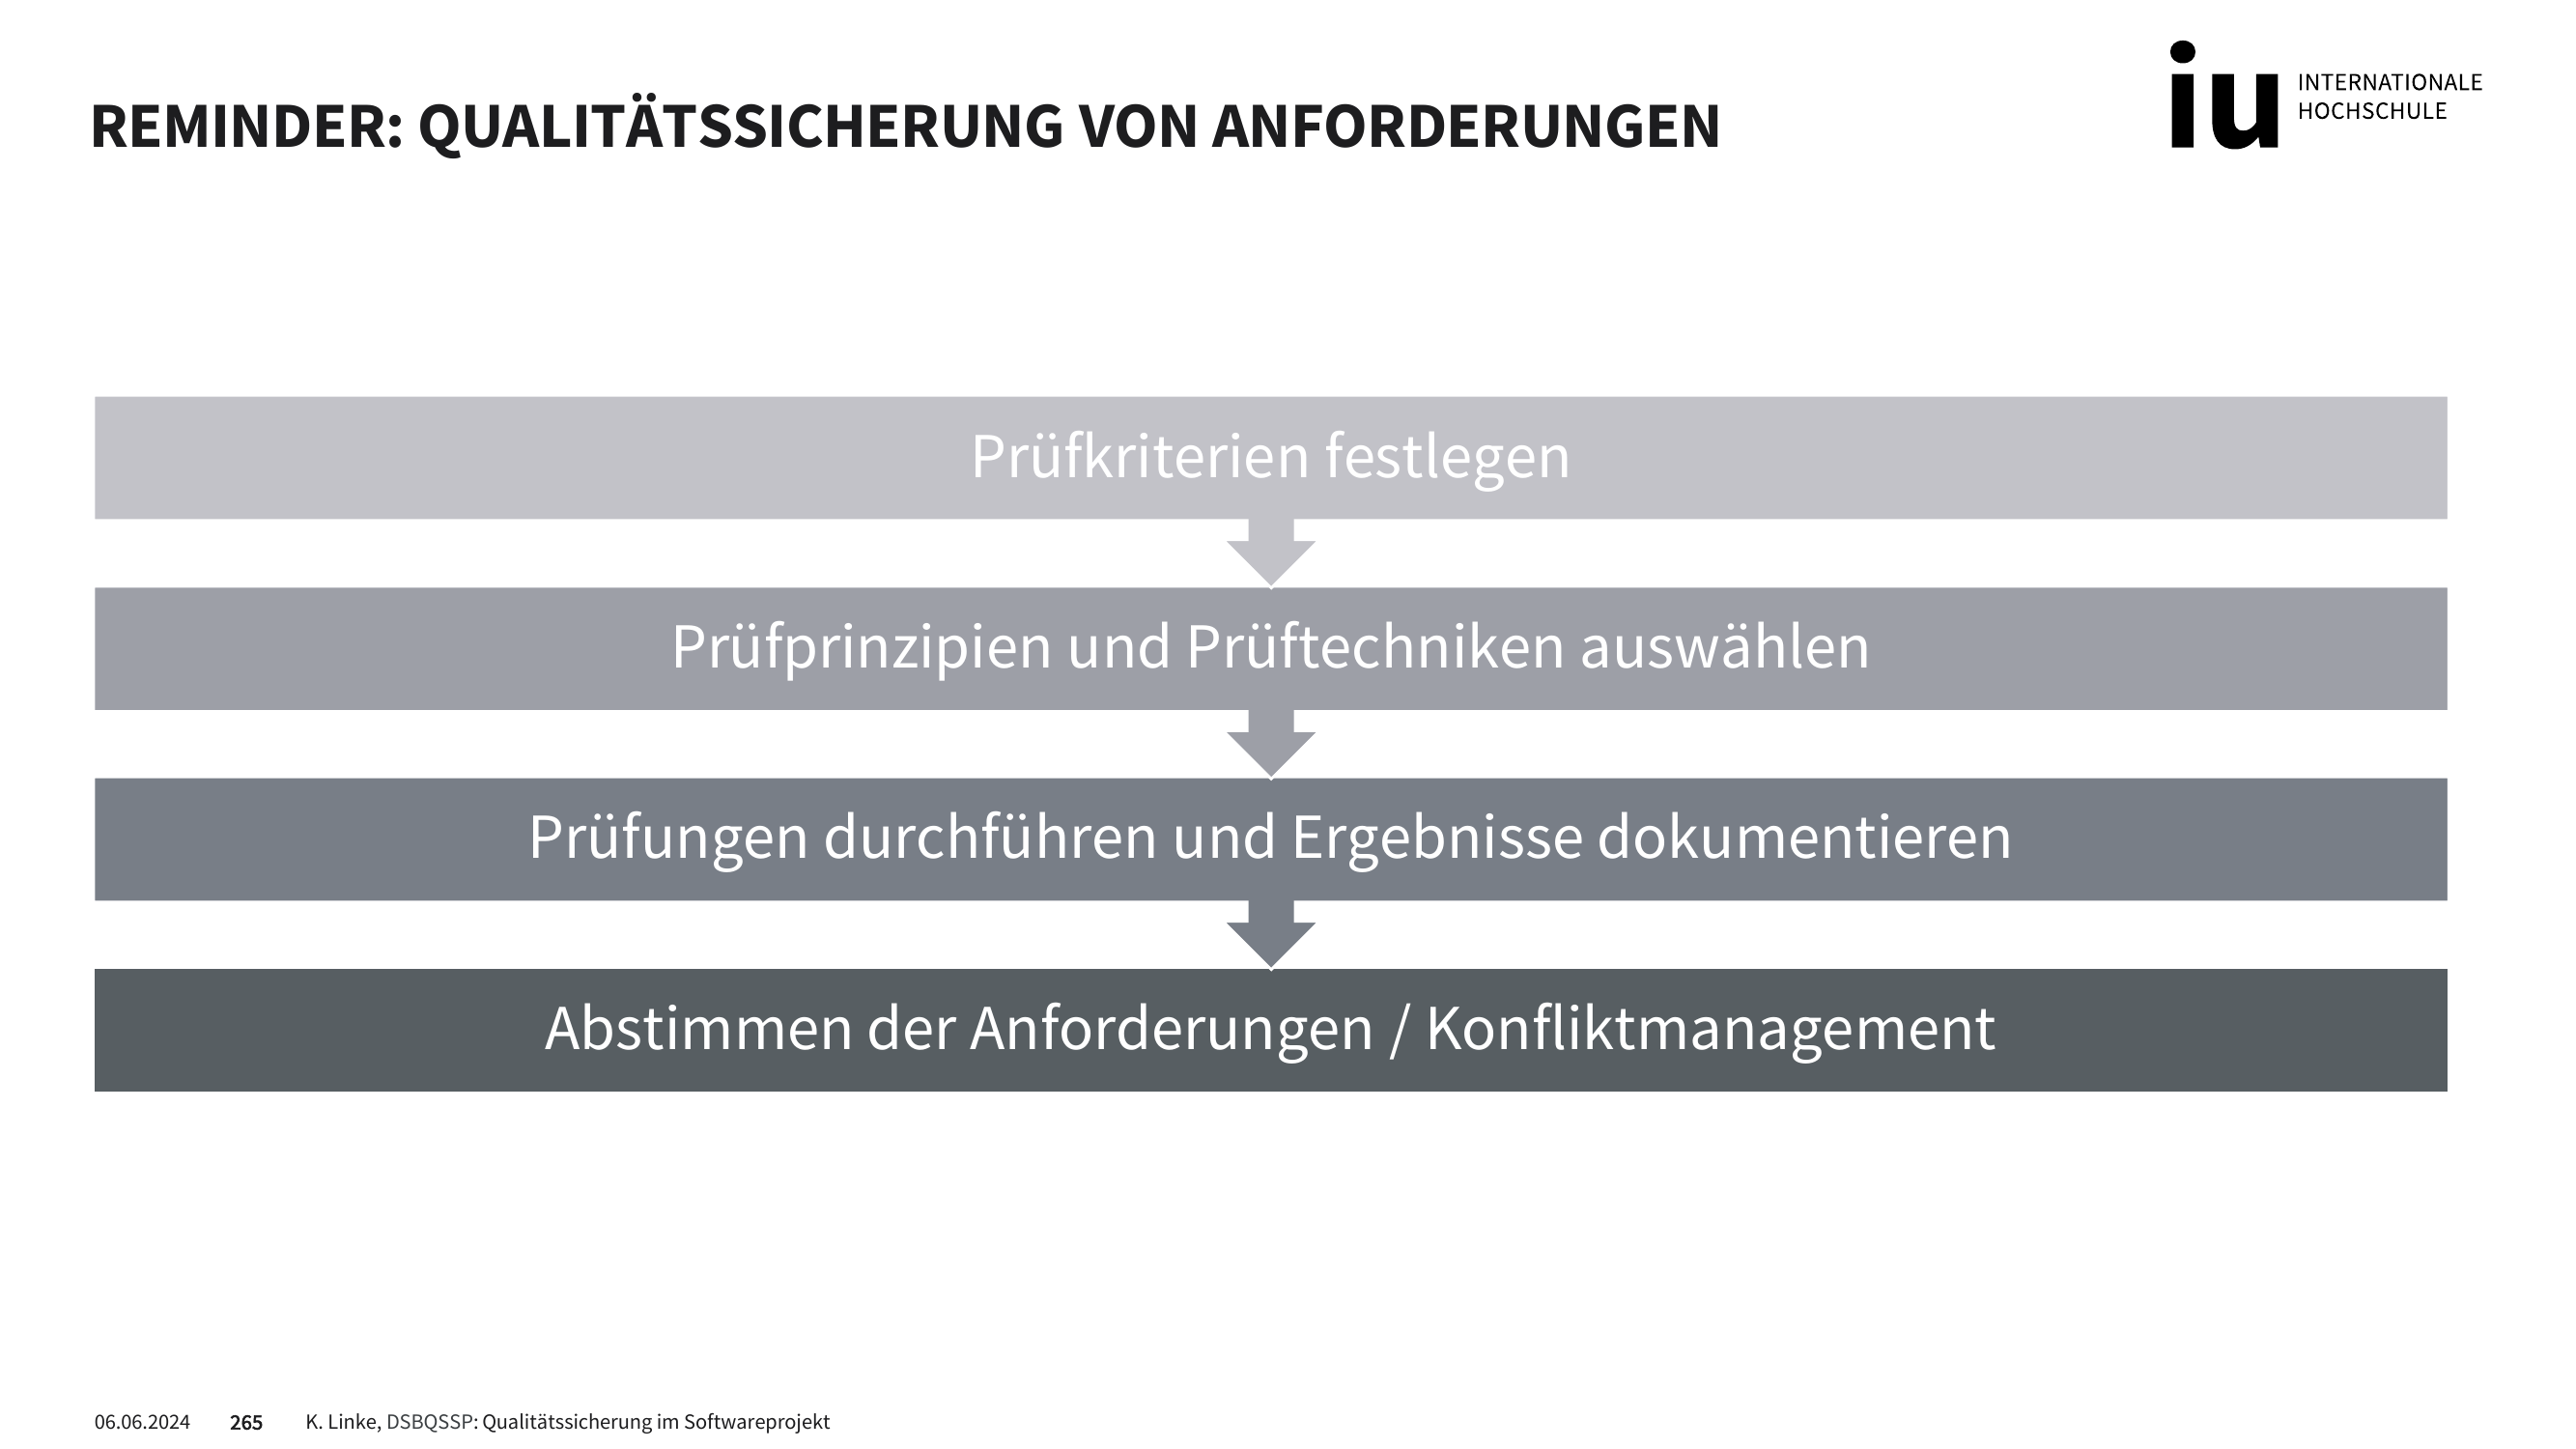 REMINDER: QUALITÄTSSICHERUNG VON ANFORDERUNGEN
iu INTERNATIONALE
HOCHSCHULE
Prüfkriterien festlegen
Prüfprinzipien und Prüftechniken auswählen
Prüfungen durchführen und Ergebnisse dokumentieren
Abstimmen der Anforderungen / Konfliktmanagement
06.06.2024 265 K. Linke, DSBQSSP: Qualitätssicherung im Softwareprojekt